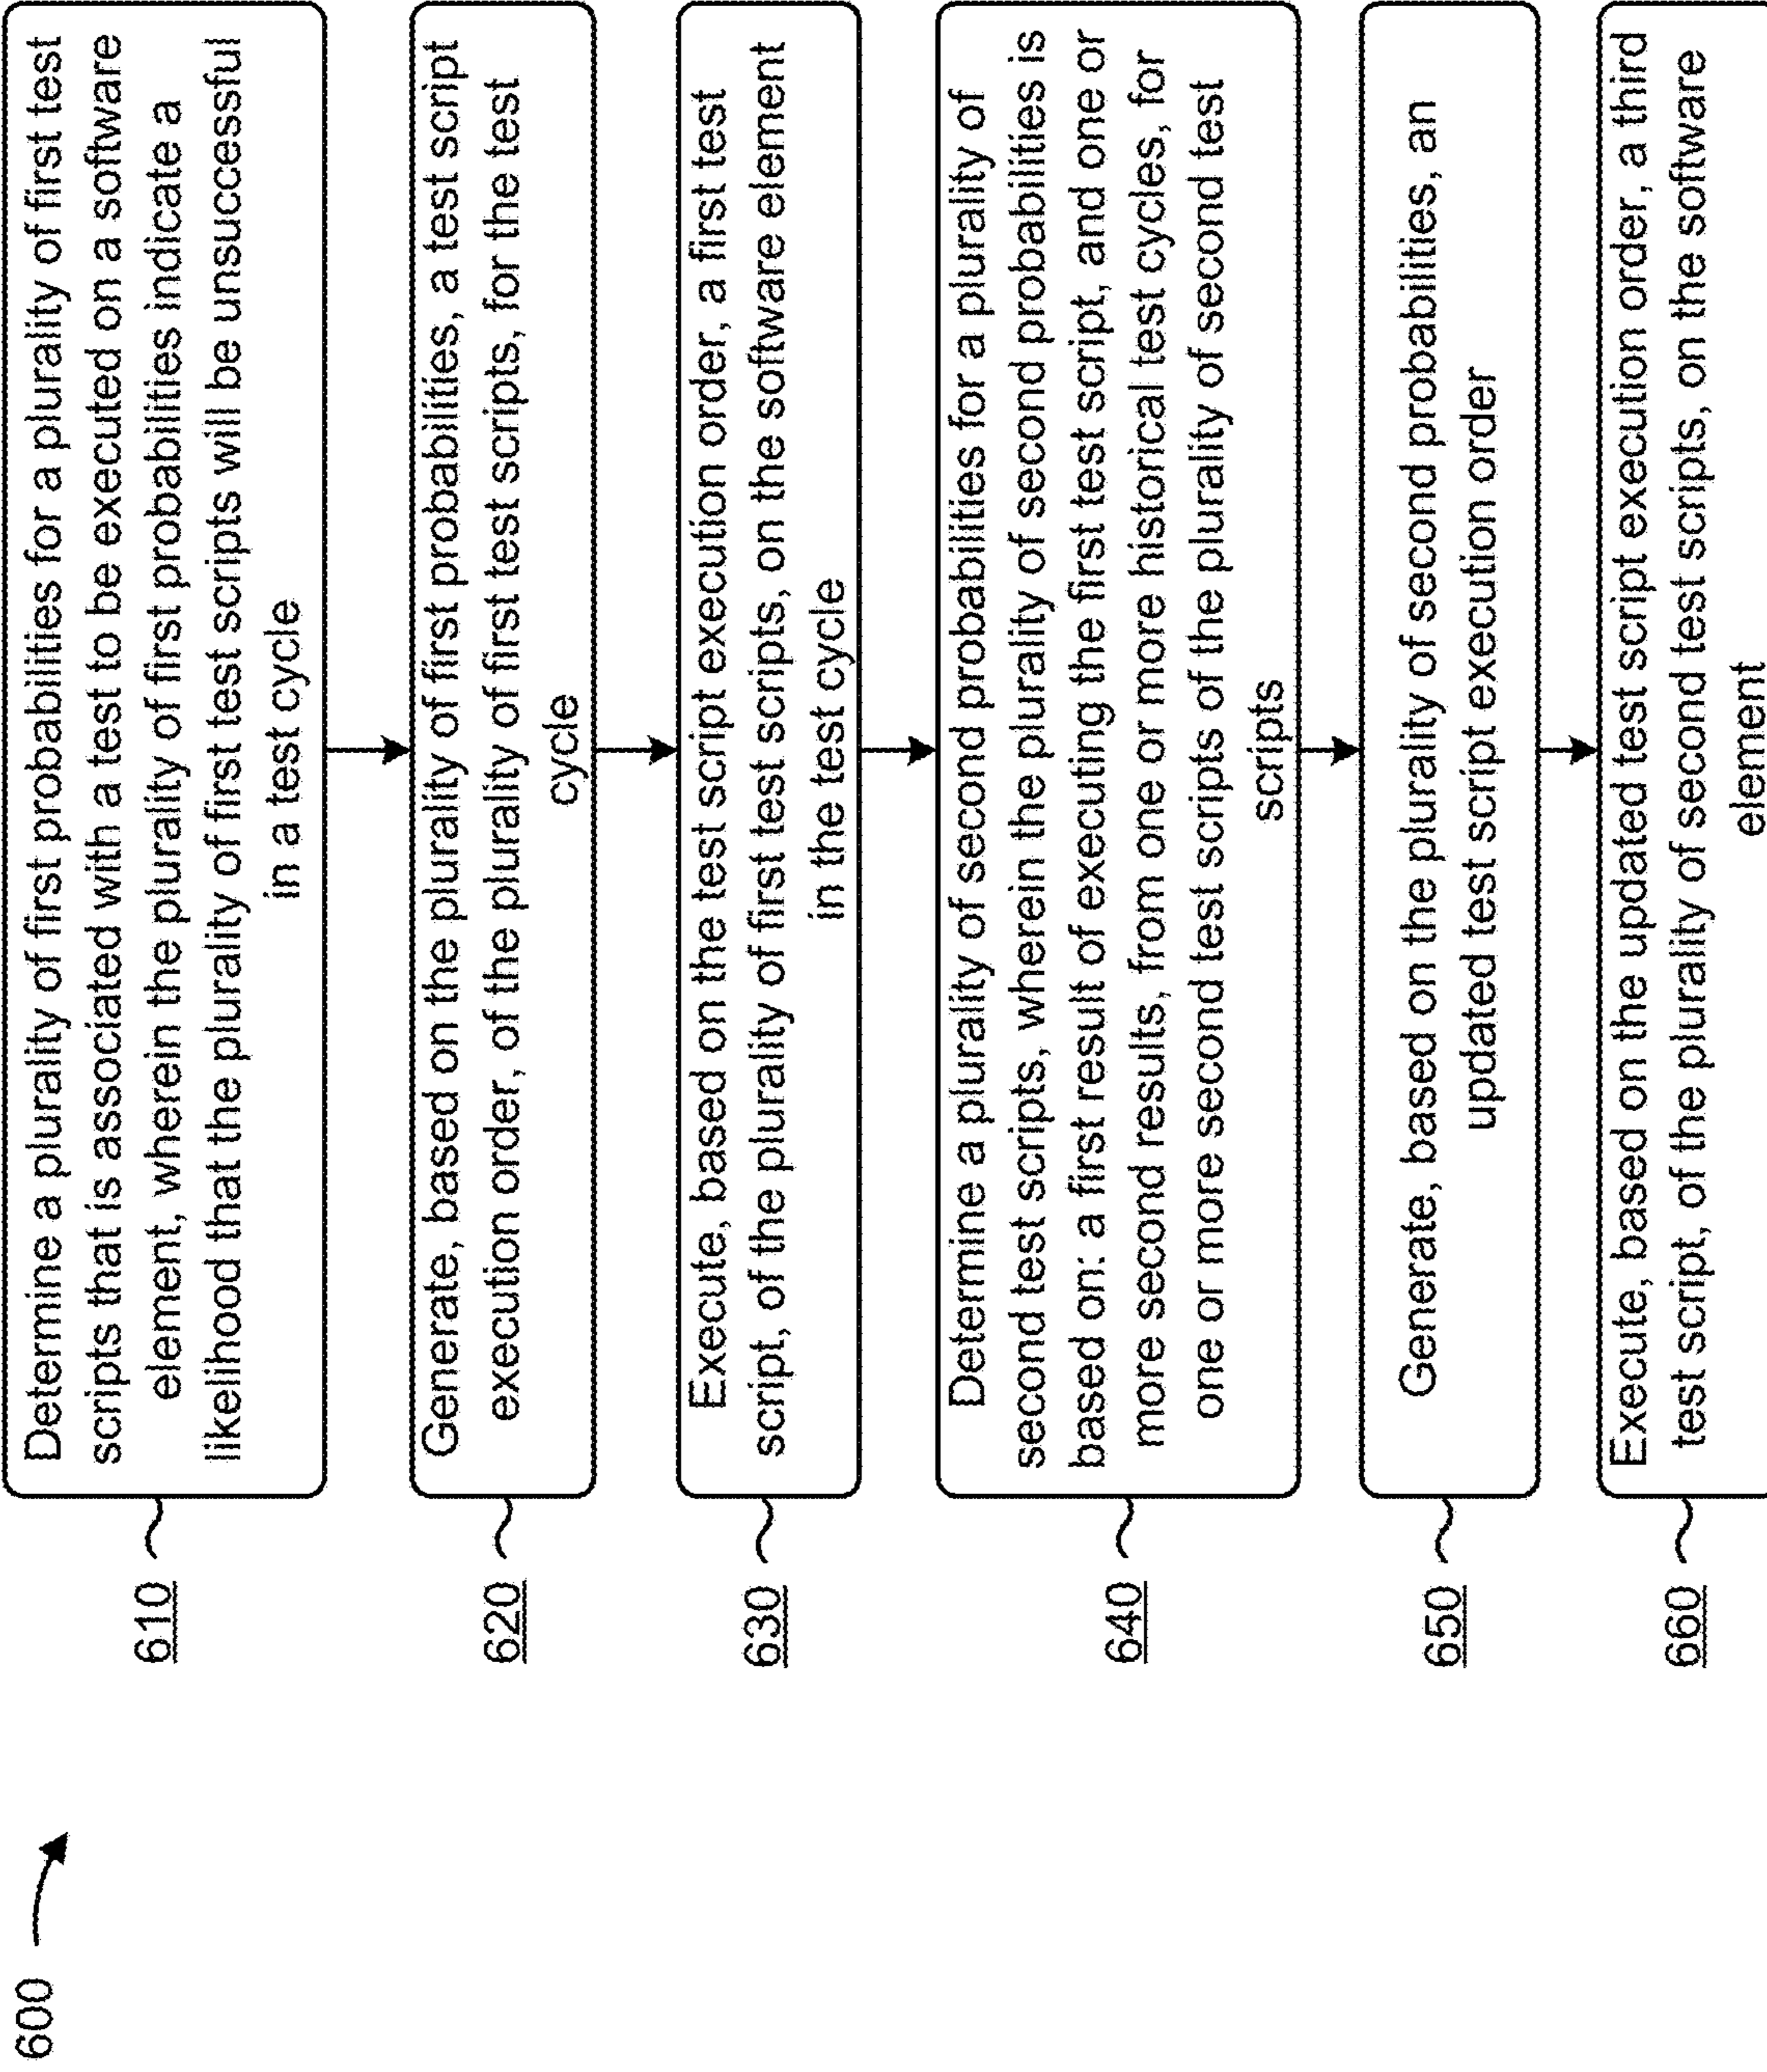 600
610
Determine a plurality of first probabilities for a plurality of first test
scripts that is associated with a test to be executed on a software
element, wherein the plurality of first probabilities indicate a
likelihood that the plurality of first test scripts will be unsuccessful
in a test cycle
620
Generate, based on the plurality of first probabilities, a test script
execution order, of the plurality of first test scripts, for the test
cycle
630
Execute, based on the test script execution order, a first test
script, of the plurality of first test scripts, on the software element
in the test cycle
640
Determine a plurality of second probabilities for a plurality of
second test scripts, wherein the plurality of second probabilities is
based on: a first result of executing the first test script, and one or
more second results, from one or more historical test cycles, for
one or more second test scripts of the plurality of second test
scripts
650
Generate, based on the plurality of second probabilities, an
updated test script execution order
660
Execute, based on the updated test script execution order, a third
test script, of the plurality of second test scripts, on the software
element